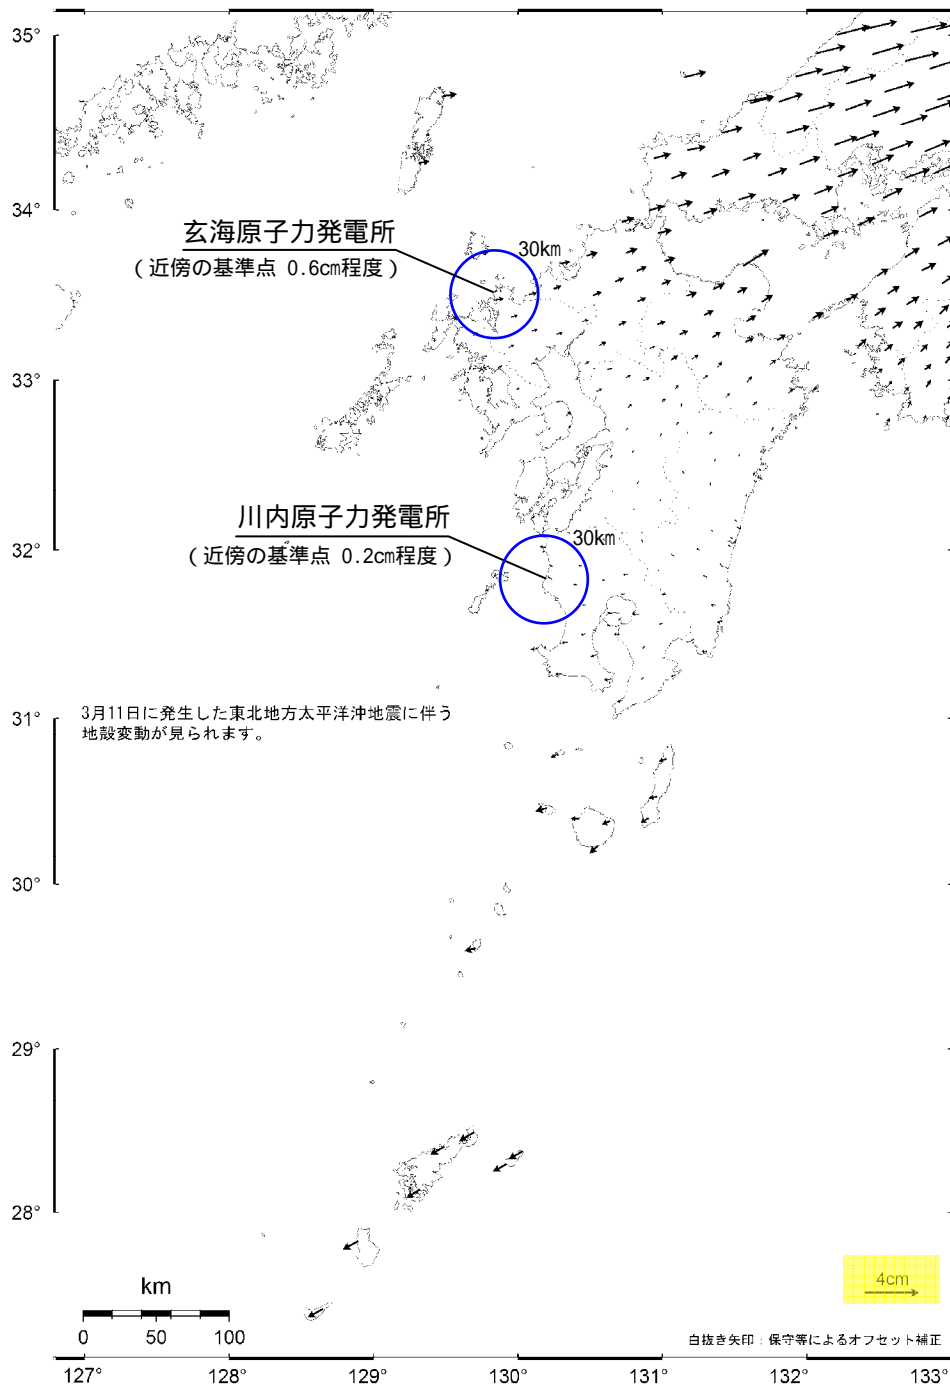 35°
34°
玄海原子力発電所
30km
（近傍の基準点 0.6cm程度）
33°
川内原子力発電所
32°
30km
（近傍の基準点 0.2cm程度）
31°
3月11日に発生した東北地方太平洋沖地震に伴う
地殻変動が見られます。
30°
29°
28°
km
4cm
0 50 100
白抜き矢印：保守等によるオフセット補正
127° 128° 129° 130° 131° 132° 133°